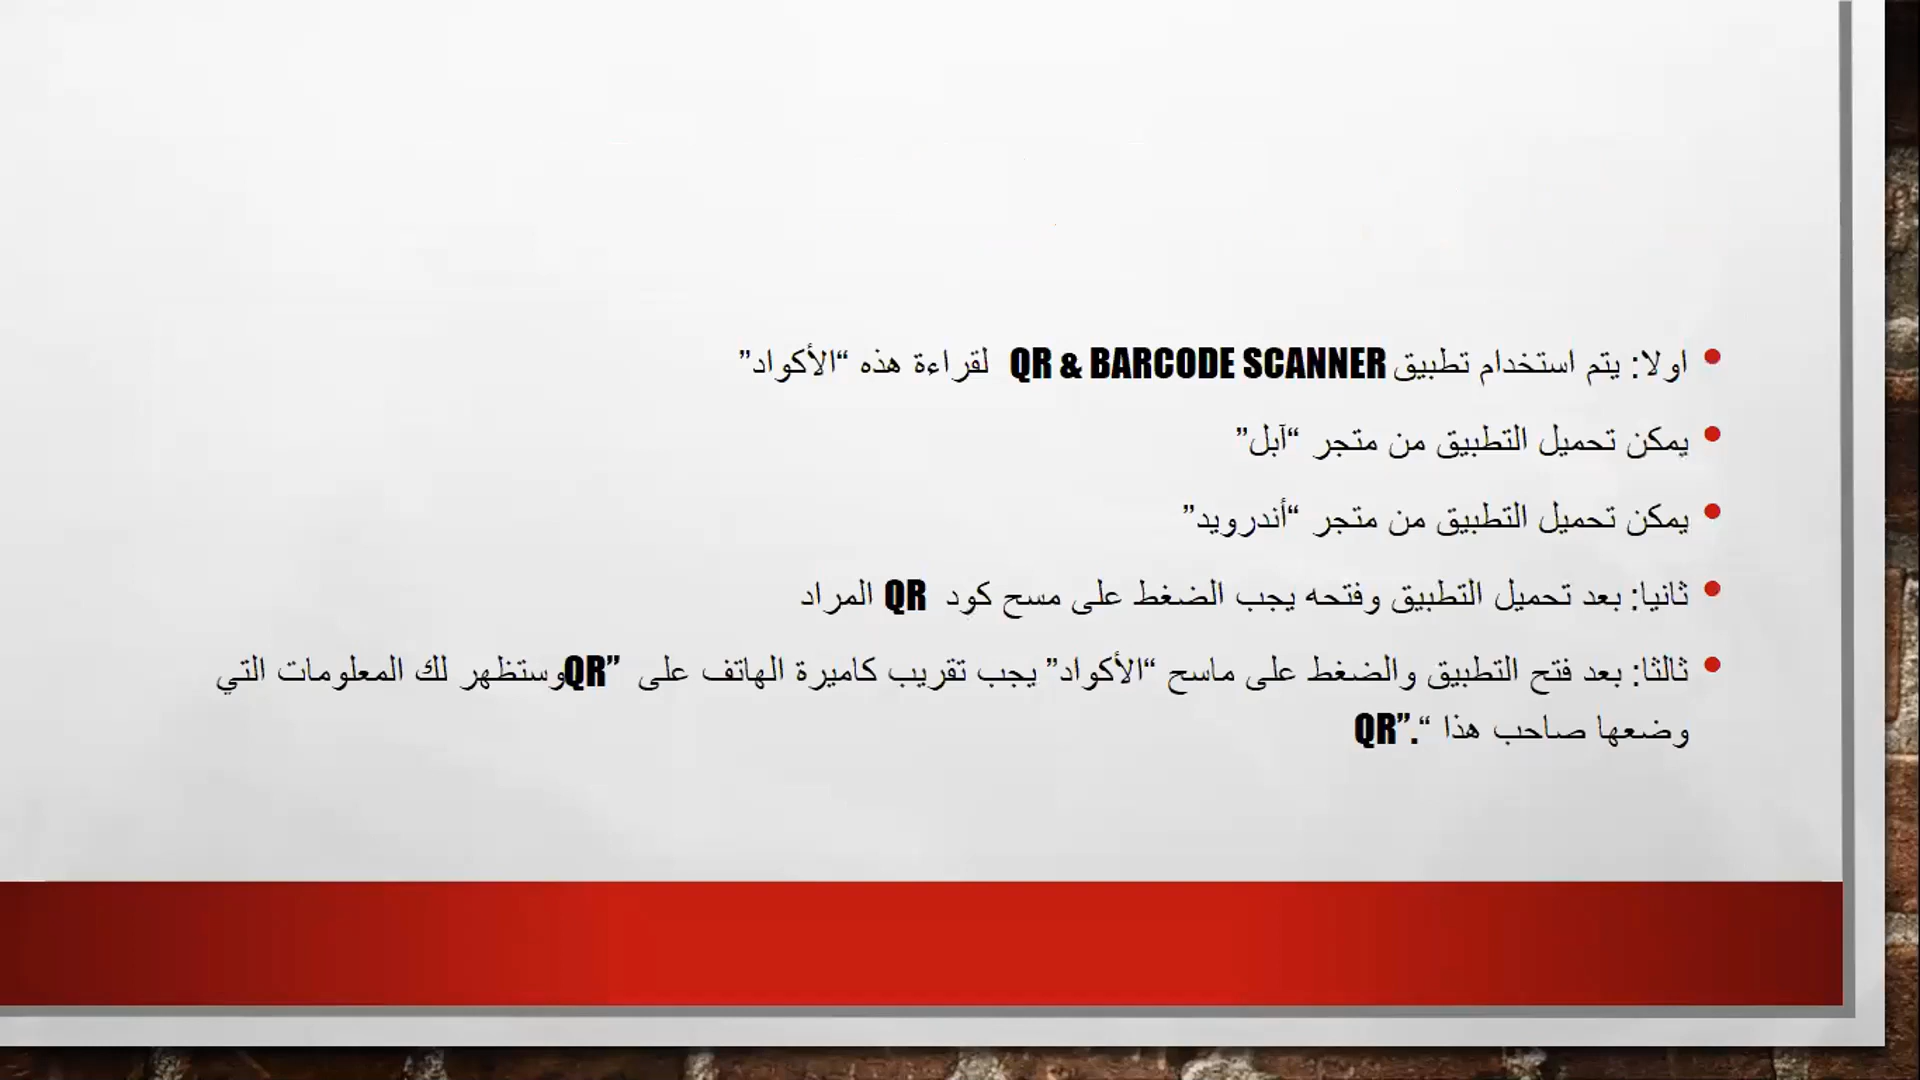 اولا: يتم استخدام تطبيق QR & BARCODE SCANNER لقراءة هذه “الأكواد”
يمكن تحميل التطبيق من متجر “آبل”
يمكن تحميل التطبيق من متجر “أندرويد”
ثانيا: بعد تحميل التطبيق وفتحه يجب الضغط على مسح كود QR المراد
ثالثا: بعد فتح التطبيق والضغط على ماسح “الأكواد” يجب تقريب كاميرة الهاتف على QR”وستظهر لك المعلومات التي
وضعها صاحب هذا “QR”.